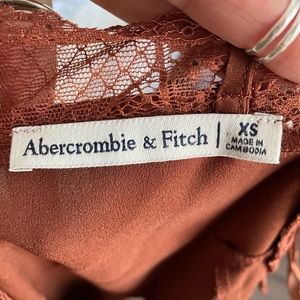 Abercrombie & Fitch
XS
MADE IN
CAMBODIA